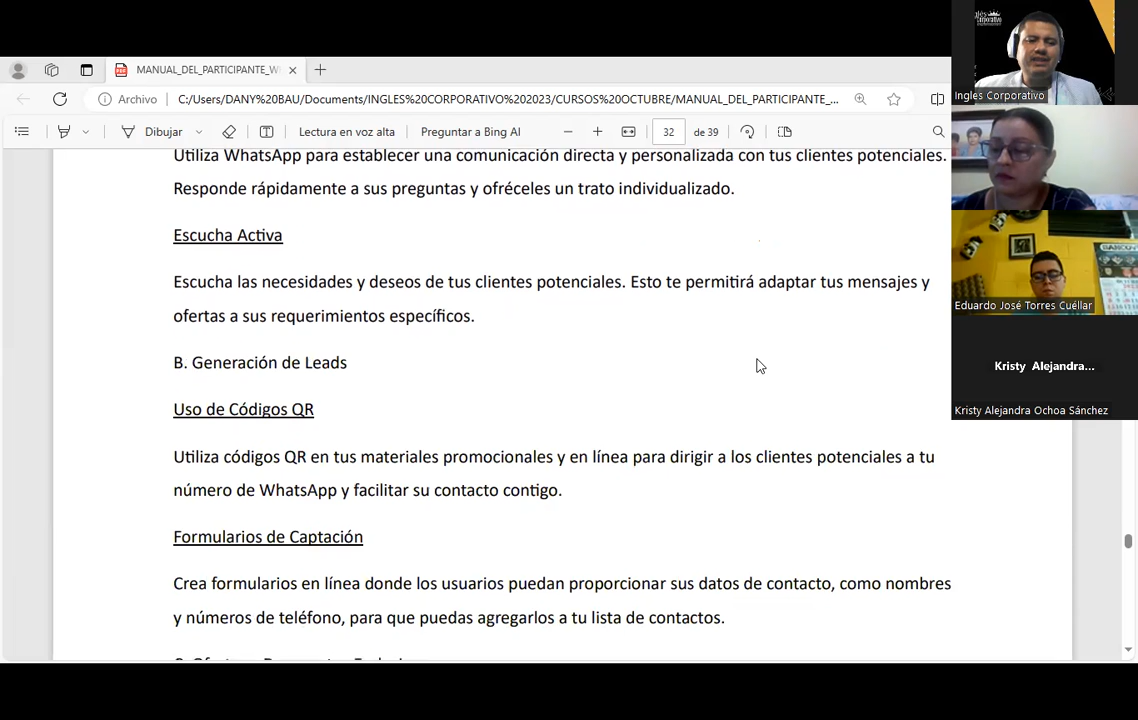 MANUAL_DEL_PARTICIPANTE_W
Archivo
C:/Users/DANY%20BAU/Documents/INGLES%20CORPORATIVO%202023/CURSOS%20OCTUBRE/MANUAL_DEL_PARTICIPANTE_...
Dibujar
Lectura en voz alta
Preguntar a Bing AI
32 de 39
Utiliza WhatsApp para establecer una comunicación directa y personalizada con tus clientes potenciales.
Responde rápidamente a sus preguntas y ofréceles un trato individualizado.
Escucha Activa
Escucha las necesidades y deseos de tus clientes potenciales. Esto te permitirá adaptar tus mensajes y
ofertas a sus requerimientos específicos.
B. Generación de Leads
Uso de Códigos QR
Utiliza códigos QR en tus materiales promocionales y en línea para dirigir a los clientes potenciales a tu
número de WhatsApp y facilitar su contacto contigo.
Formularios de Captación
Crea formularios en línea donde los usuarios puedan proporcionar sus datos de contacto, como nombres
y números de teléfono, para que puedas agregarlos a tu lista de contactos.
Ingles Corporativo
Eduardo José Torres Cuéllar
Kristy Alejandra...
Kristy Alejandra Ochoa Sánchez